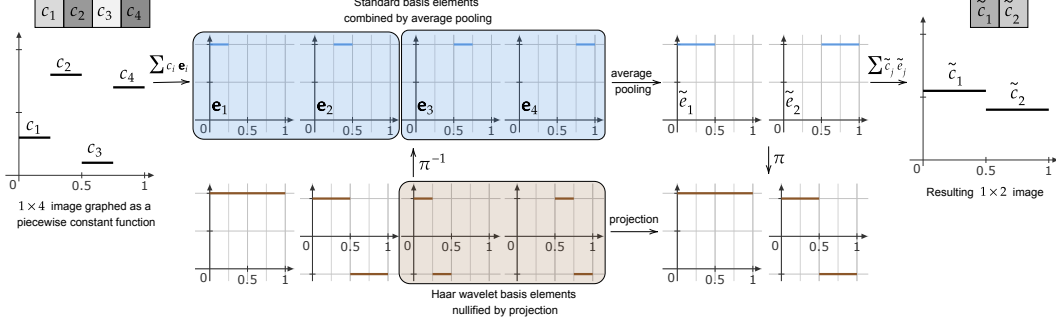 Standard basis elements
combined by average pooling
c₁ c₂ c₃ c₄
c̃₁ c̃₂
∑ cᵢ eᵢ
e₁ e₂ e₃ e₄
0 0.5 1
0 0.5 1
0 0.5 1
0 0.5 1
average
pooling
ẽ₁ ẽ₂
0 0.5 1
0 0.5 1
∑ c̃ⱼ ẽⱼ
c₁ c₂ c₃ c₄
0 0.5 1
1 × 4 image graphed as a
piecewise constant function
c̃₁ c̃₂
0 0.5 1
Resulting 1 × 2 image
π⁻¹
π
0 0.5 1
0 0.5 1
0 0.5 1
0 0.5 1
projection
0 0.5 1
0 0.5 1
Haar wavelet basis elements
nullified by projection